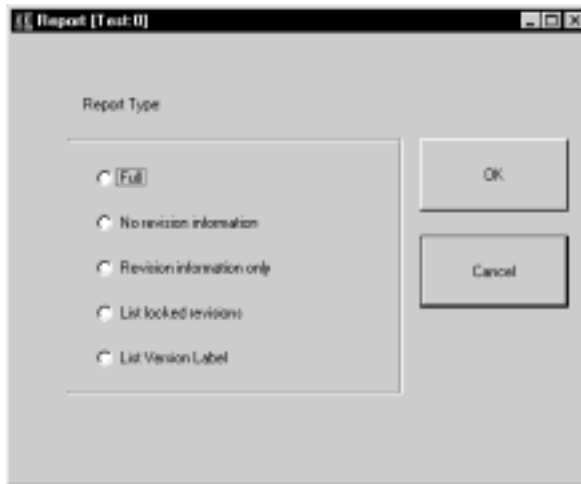 Report [Test:0]
Report Type:
Full
No revision information
Revision information only
List locked revisions
List Version Label
OK
Cancel